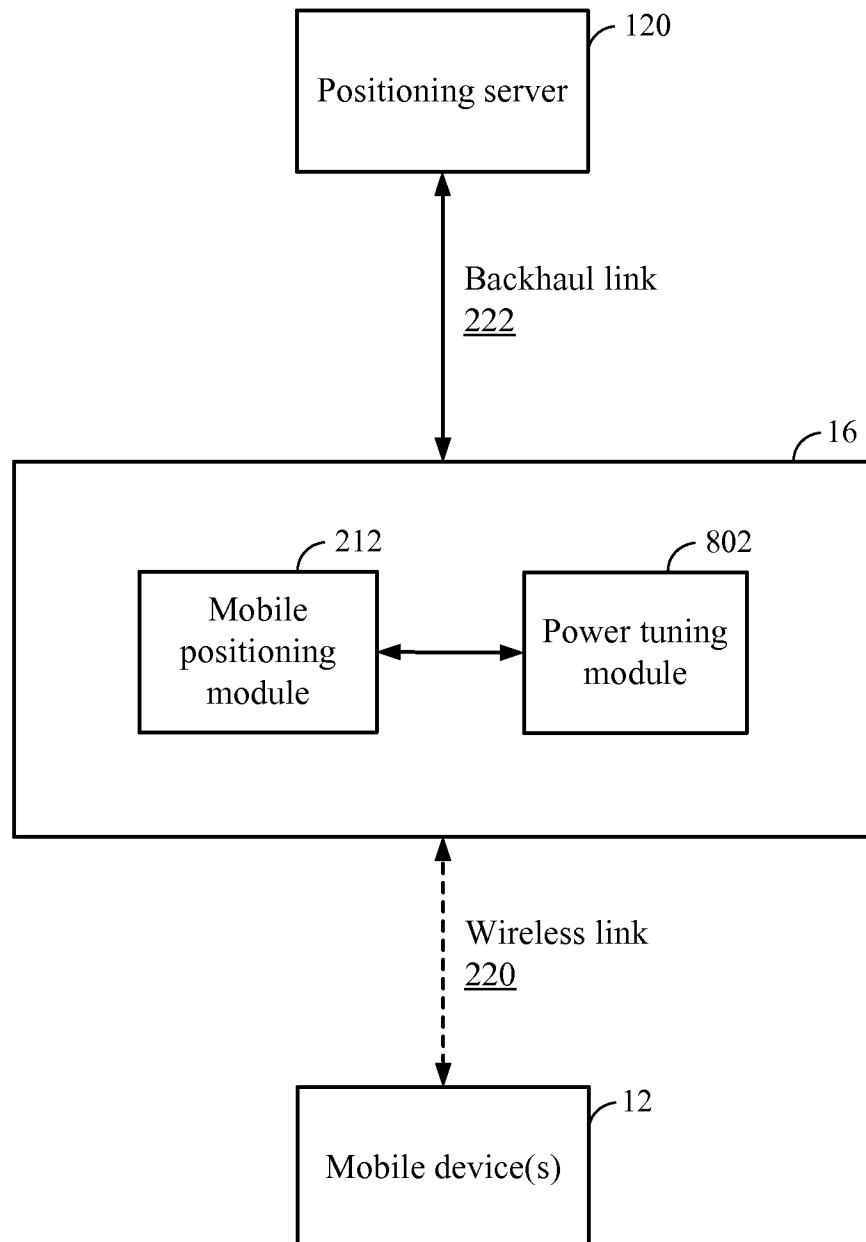 120
Positioning server
Backhaul link
222
16
212
802
Mobile
positioning
module
Power tuning
module
Wireless link
220
12
Mobile device(s)